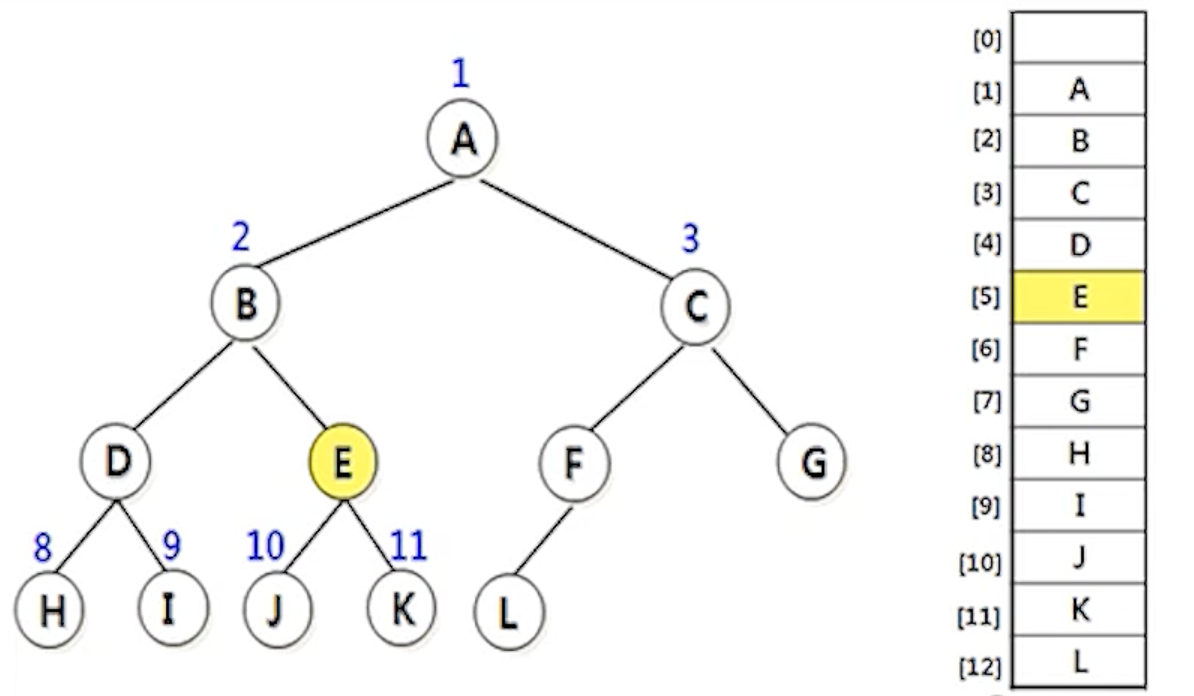 1
A
2
3
B
C
D
E
F
G
8
9
10
11
H
I
J
K
L
[0]
[1] A
[2] B
[3] C
[4] D
[5] E
[6] F
[7] G
[8] H
[9] I
[10] J
[11] K
[12] L